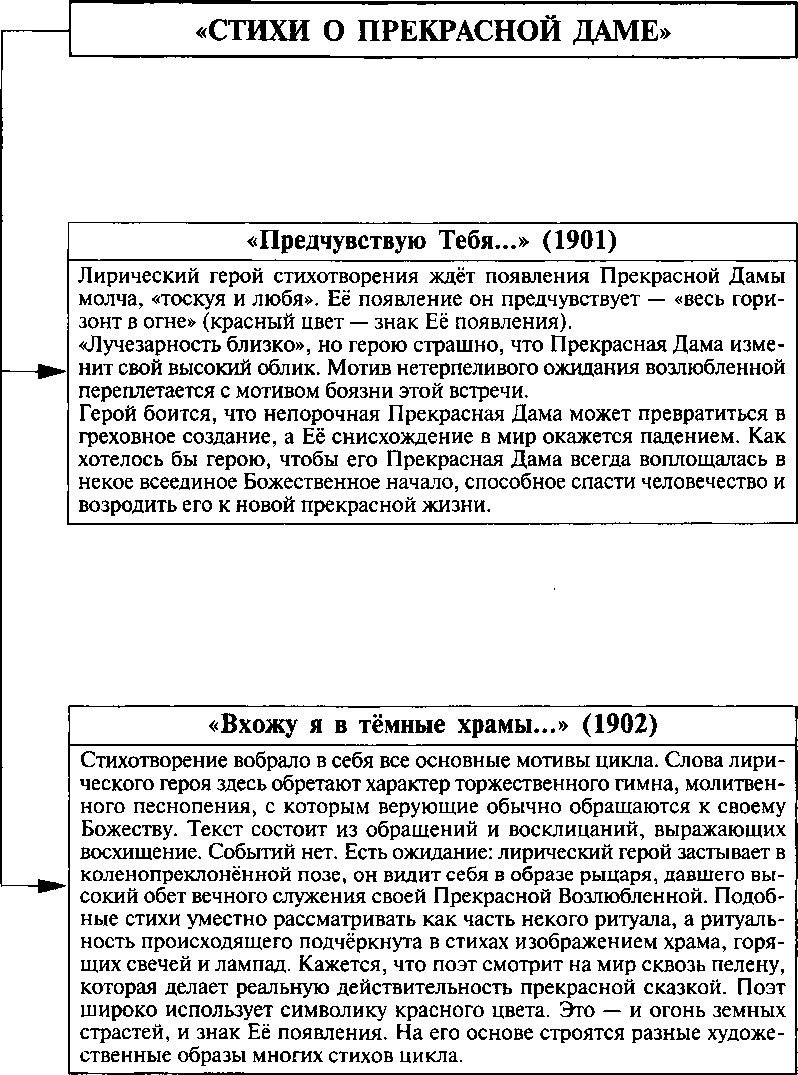 «СТИХИ О ПРЕКРАСНОЙ ДАМЕ»
«Предчувствую Тебя...» (1901)
Лирический герой стихотворения ждёт появления Прекрасной Дамы
молча, «тоскуя и любя». Её появление он предчувствует — «весь гори-
зонт в огне» (красный цвет — знак Её появления).
«Лучезарность близко», но герою страшно, что Прекрасная Дама изме-
нит свой высокий облик. Мотив нетерпеливого ожидания возлюбленной
переплетается с мотивом боязни этой встречи.
Герой боится, что непорочная Прекрасная Дама может превратиться в
греховное создание, а Её снисхождение в мир окажется падением. Как
хотелось бы герою, чтобы его Прекрасная Дама всегда воплощалась в
некое всеединое Божественное начало, способное спасти человечество и
возродить его к новой прекрасной жизни.
«Вхожу я в тёмные храмы...» (1902)
Стихотворение вобрало в себя все основные мотивы цикла. Слова лири-
ческого героя здесь обретают характер торжественного гимна, молитвен-
ного песнопения, с которым верующие обычно обращаются к своему
Божеству. Текст состоит из обращений и восклицаний, выражающих
восхищение. Событий нет. Есть ожидание: лирический герой застывает в
коленопреклонённой позе, он видит себя в образе рыцаря, давшего вы-
сокий обет вечного служения своей Прекрасной Возлюбленной. Подоб-
ные стихи уместно рассматривать как часть некого ритуала, а ритуаль-
ность происходящего подчёркнута в стихах изображением храма, горя-
щих свечей и лампад. Кажется, что поэт смотрит на мир сквозь пелену,
которая делает реальную действительность прекрасной сказкой. Поэт
широко использует символику красного цвета. Это — и огонь земных
страстей, и знак Её появления. На его основе строятся разные художе-
ственные образы многих стихов цикла.